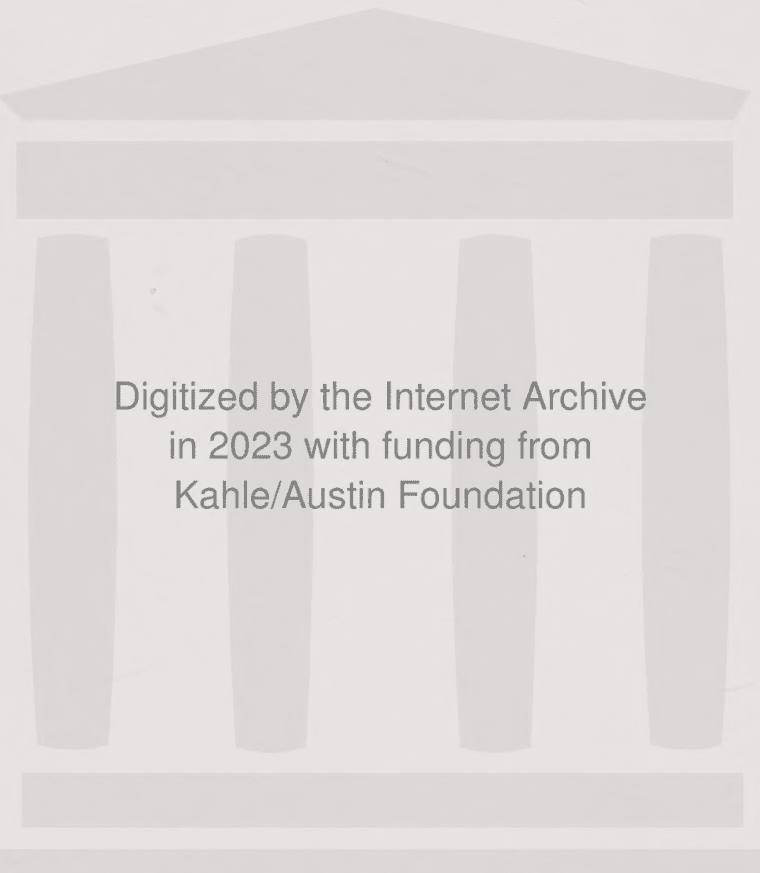 Digitized by the Internet Archive
in 2023 with funding from
Kahle/Austin Foundation